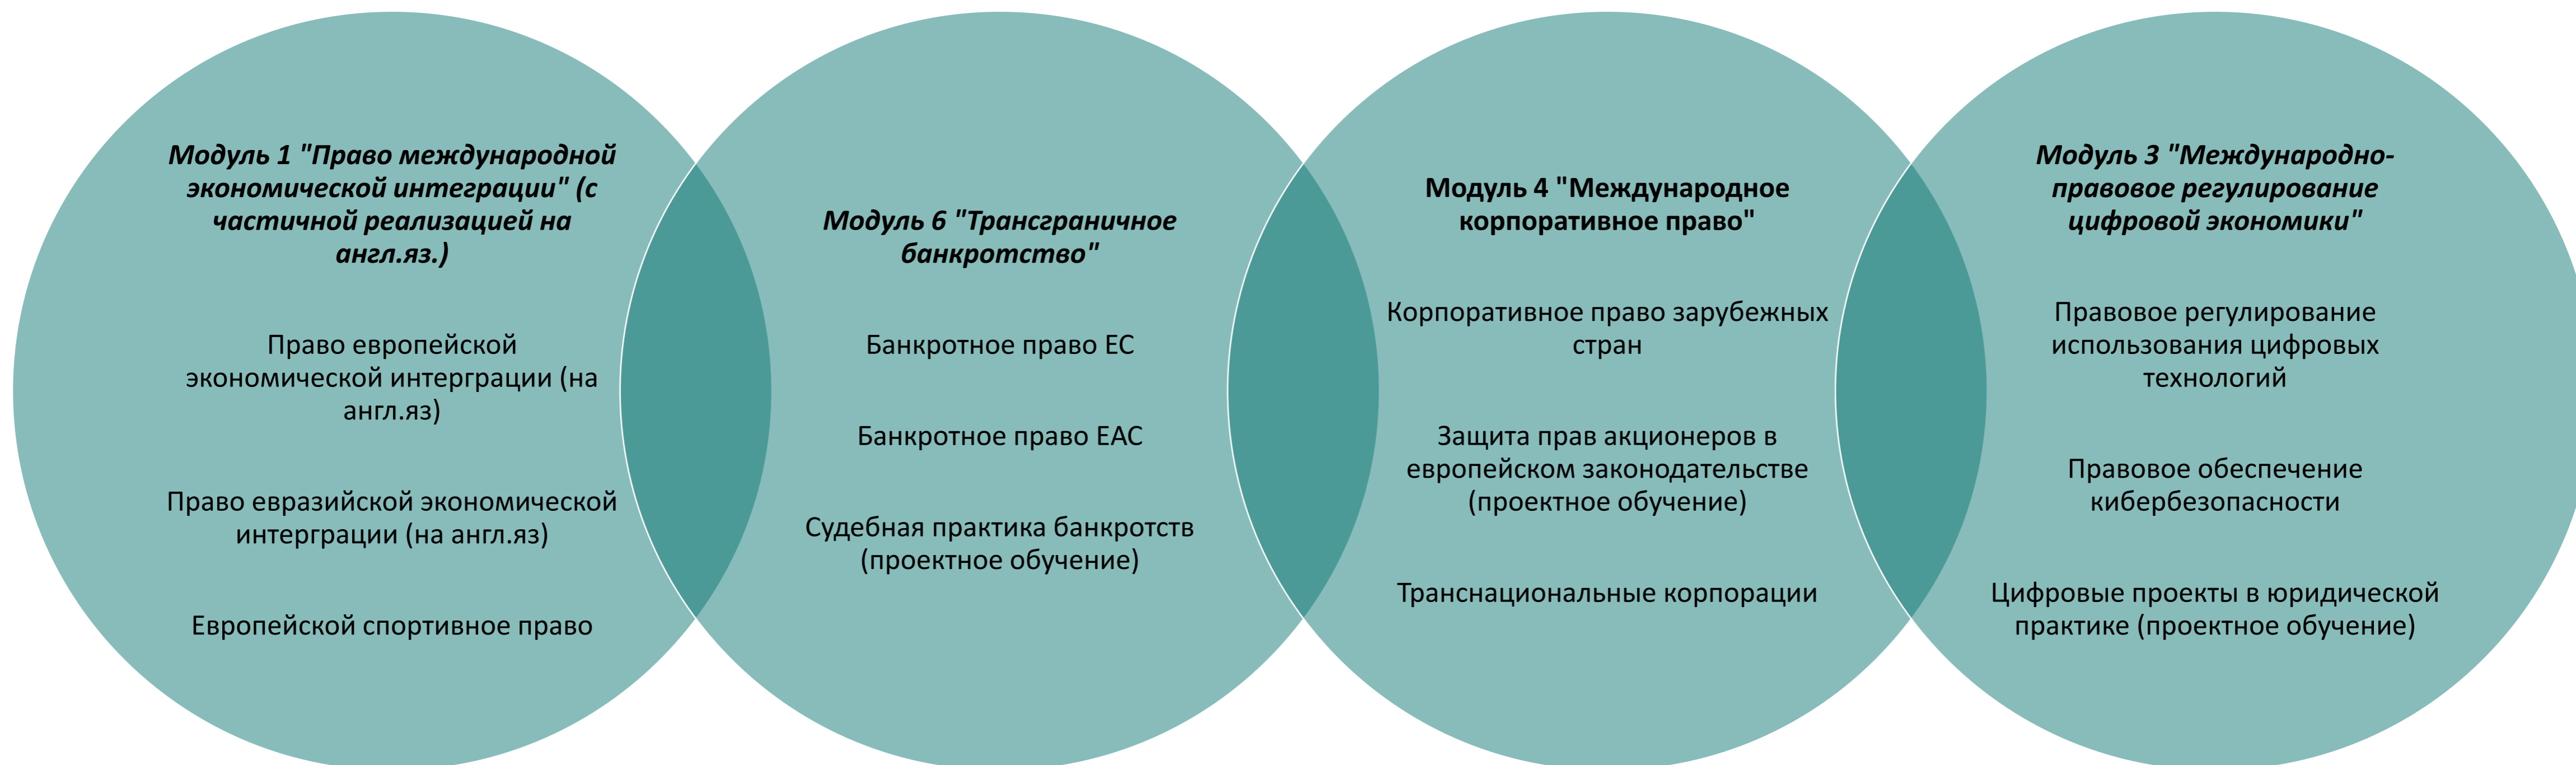 Модуль 1 "Право международной
экономической интеграции" (с
частичной реализацией на
англ.яз.)
Право европейской
экономической интерграции (на
англ.яз)
Право евразийской экономической
интерграции (на англ.яз)
Европейской спортивное право
Модуль 6 "Трансграничное
банкротство"
Банкротное право ЕС
Банкротное право ЕАС
Судебная практика банкротств
(проектное обучение)
Модуль 4 "Международное
корпоративное право"
Корпоративное право зарубежных
стран
Защита прав акционеров в
европейском законодательстве
(проектное обучение)
Транснациональные корпорации
Модуль 3 "Международно-
правовое регулирование
цифровой экономики"
Правовое регулирование
использования цифровых
технологий
Правовое обеспечение
кибербезопасности
Цифровые проекты в юридической
практике (проектное обучение)